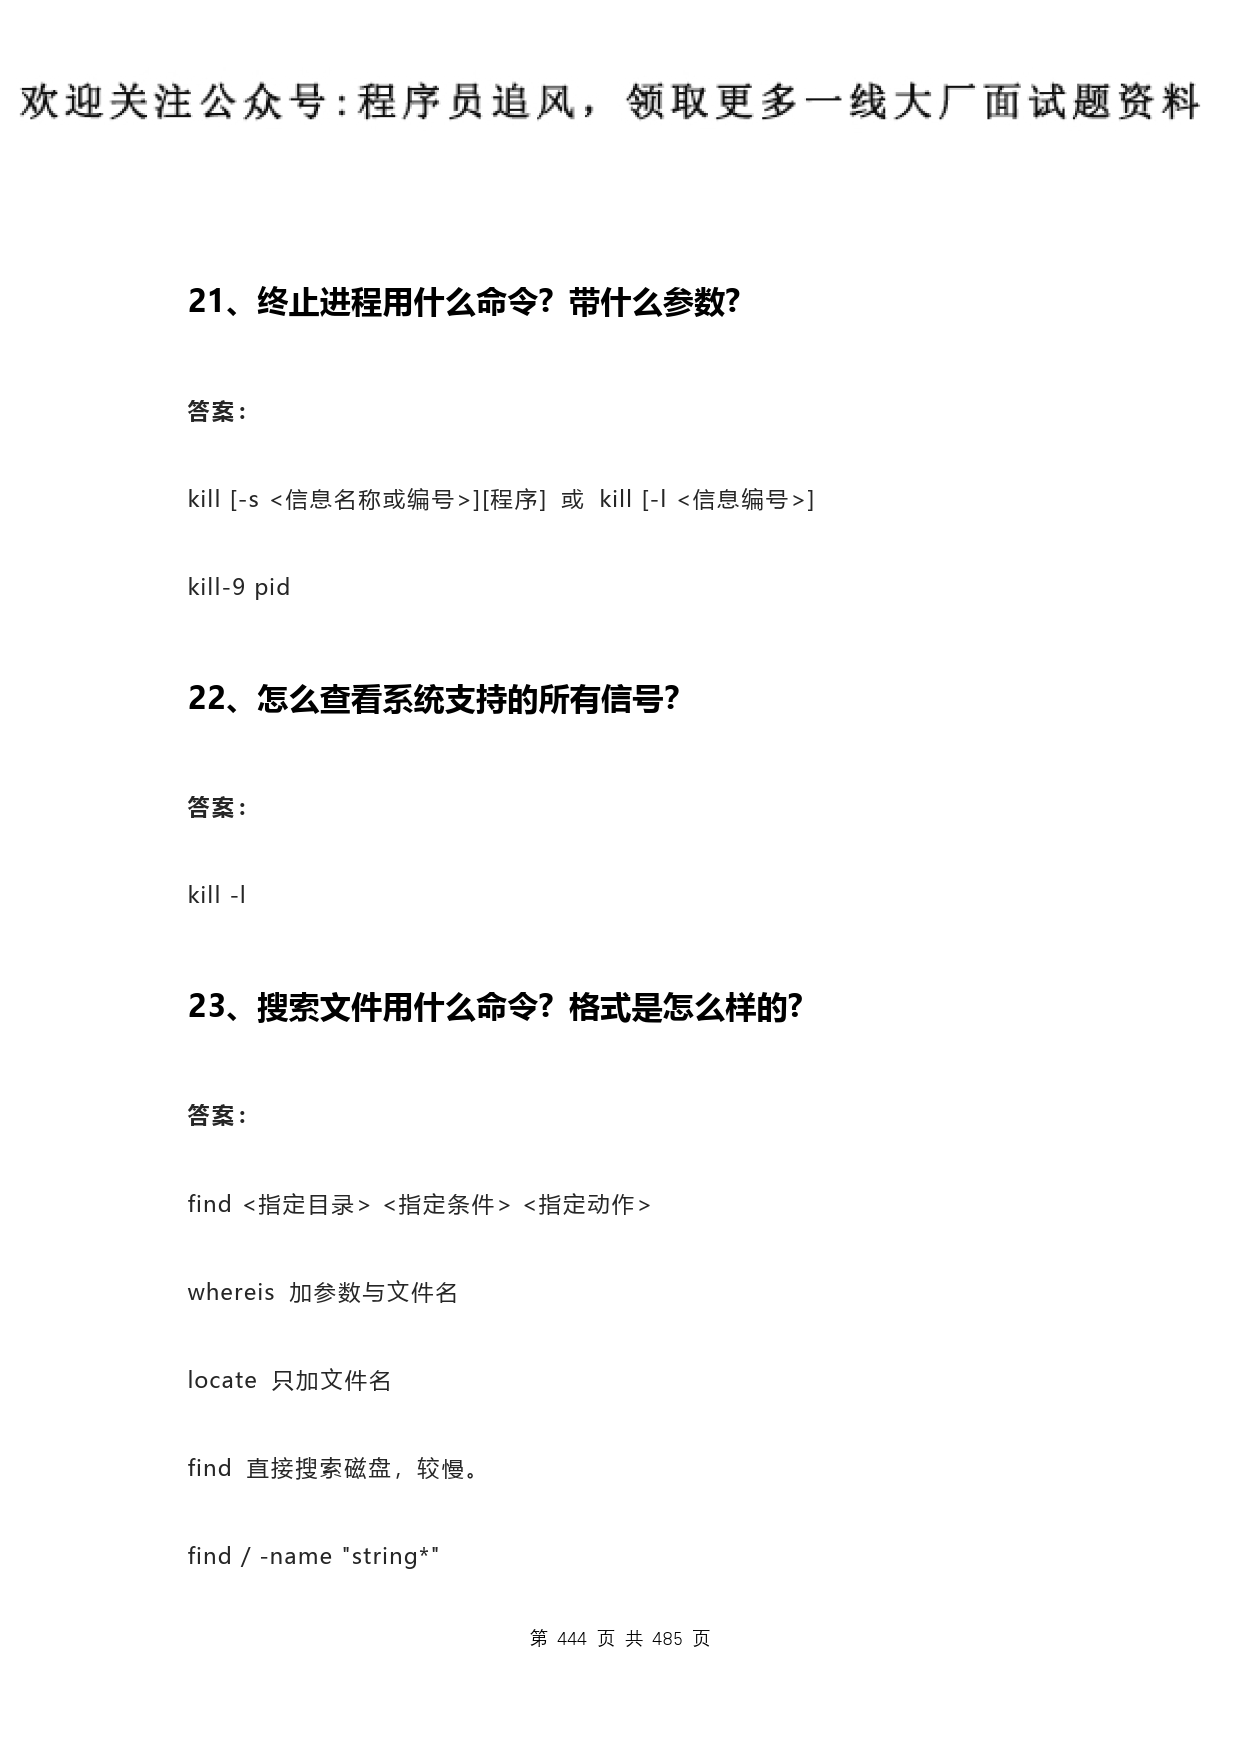 欢迎关注公众号:程序员追风，领取更多一线大厂面试题资料
21、终止进程用什么命令? 带什么参数?
答案：
kill [-s <信息名称或编号>][程序] 或 kill [-l <信息编号>]
kill-9 pid
22、怎么查看系统支持的所有信号?
答案：
kill -l
23、搜索文件用什么命令? 格式是怎么样的?
答案：
find <指定目录> <指定条件> <指定动作>
whereis 加参数与文件名
locate 只加文件名
find 直接搜索磁盘，较慢。
find / -name "string*"
第 444 页 共 485 页